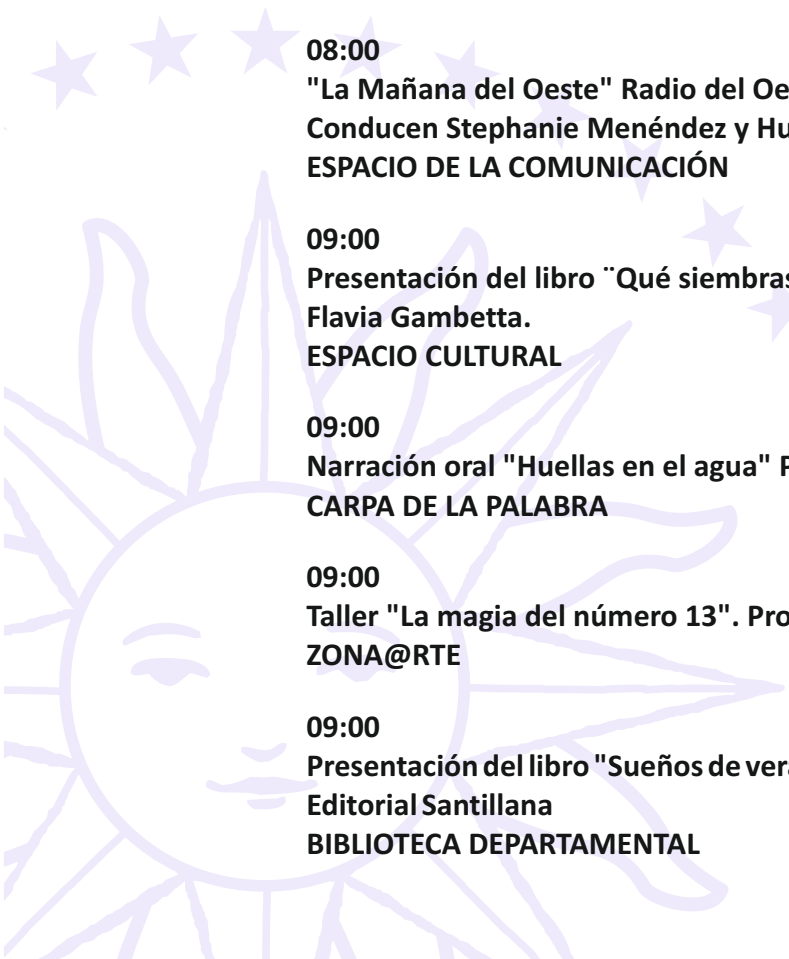 08:00
"La Mañana del Oeste" Radio del Oe
Conducen Stephanie Menéndez y Hu
ESPACIO DE LA COMUNICACIÓN
09:00
Presentación del libro ¨Qué siembras
Flavia Gambetta.
ESPACIO CULTURAL
09:00
Narración oral "Huellas en el agua" P
CARPA DE LA PALABRA
09:00
Taller "La magia del número 13". Pro
ZONA@RTE
09:00
Presentación del libro "Sueños de vera
Editorial Santillana
BIBLIOTECA DEPARTAMENTAL